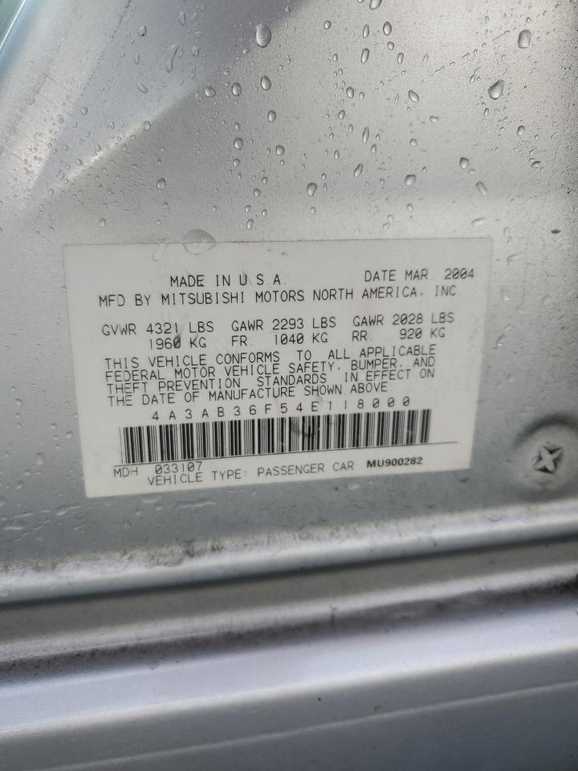 MADE IN U.S.A. DATE MAR. 2004
MFD BY MITSUBISHI MOTORS NORTH AMERICA, INC
GVWR 4321 LBS GAWR 2293 LBS GAWR 2028 LBS
1960 KG FR. 1040 KG RR. 920 KG
THIS VEHICLE CONFORMS TO ALL APPLICABLE
FEDERAL MOTOR VEHICLE SAFETY, BUMPER, AND
THEFT PREVENTION STANDARDS IN EFFECT ON
THE DATE OF MANUFACTURE SHOWN ABOVE
4A3AB36F54E118000
MDH 033107
VEHICLE TYPE: PASSENGER CAR MU900282